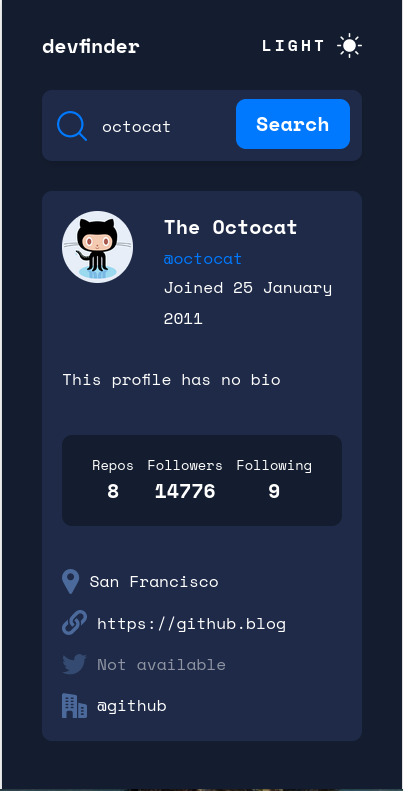 devfinder
LIGHT
octocat
Search
The Octocat
@octocat
Joined 25 January
2011
This profile has no bio
Repos Followers Following
8 14776 9
San Francisco
https://github.blog
Not available
@github